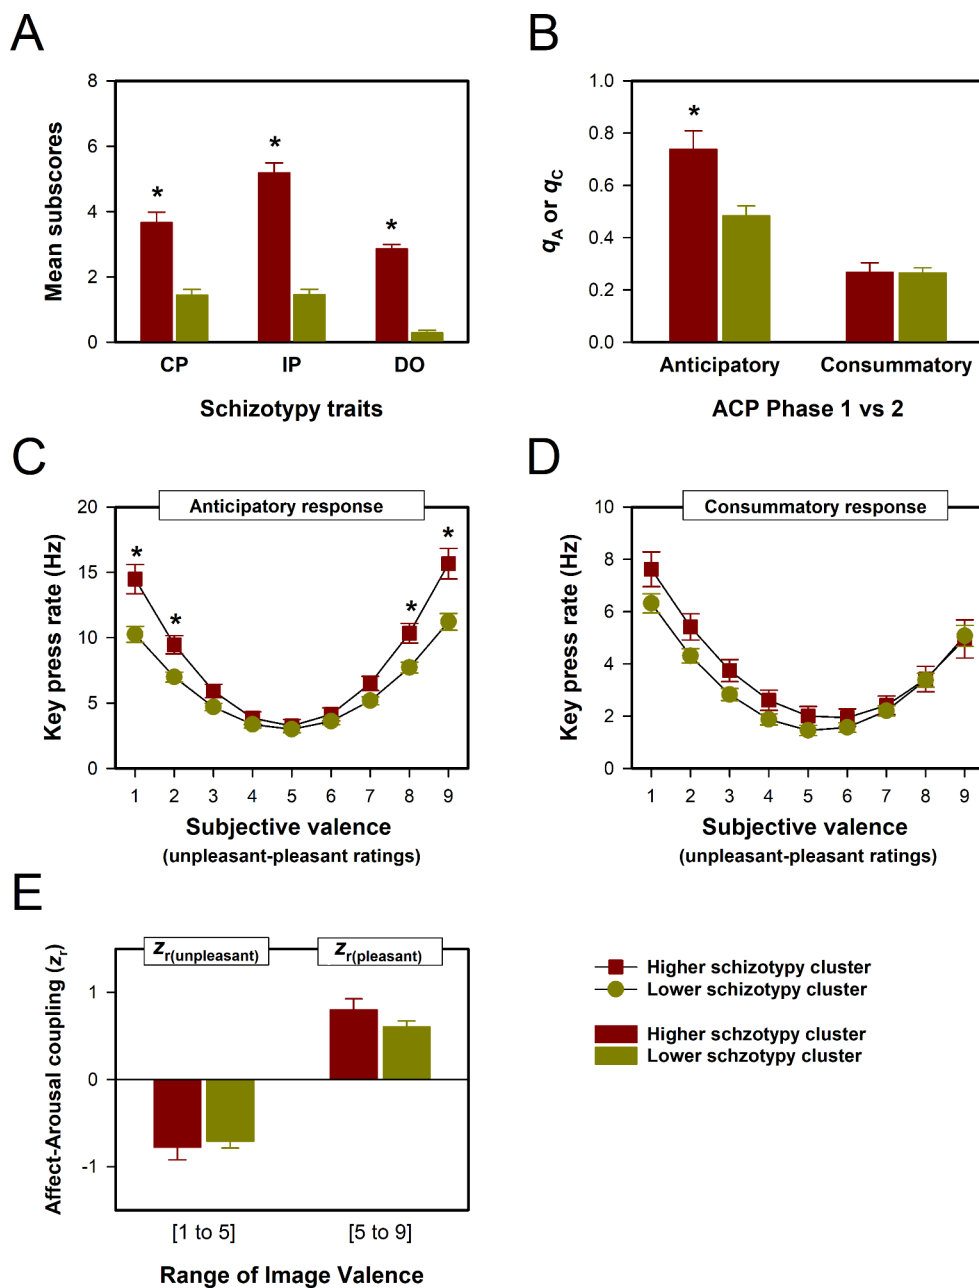 A
8
6
4
2
0
Mean subscores
*
*
*
CP IP DO
Schizotypy traits
B
1.0
0.8
0.6
0.4
0.2
0.0
qA or qC
*
Anticipatory Consummatory
ACP Phase 1 vs 2
C
Anticipatory response
20
15
10
5
0
Key press rate (Hz)
*
*
*
*
1 2 3 4 5 6 7 8 9
Subjective valence
(unpleasant-pleasant ratings)
D
Consummatory response
10
8
6
4
2
0
Key press rate (Hz)
1 2 3 4 5 6 7 8 9
Subjective valence
(unpleasant-pleasant ratings)
E
zr(unpleasant) zr(pleasant)
1
0
-1
Affect-Arousal coupling (zr)
[1 to 5] [5 to 9]
Range of Image Valence
Higher schizotypy cluster
Lower schizotypy cluster
Higher schzotypy cluster
Lower schzotypy cluster